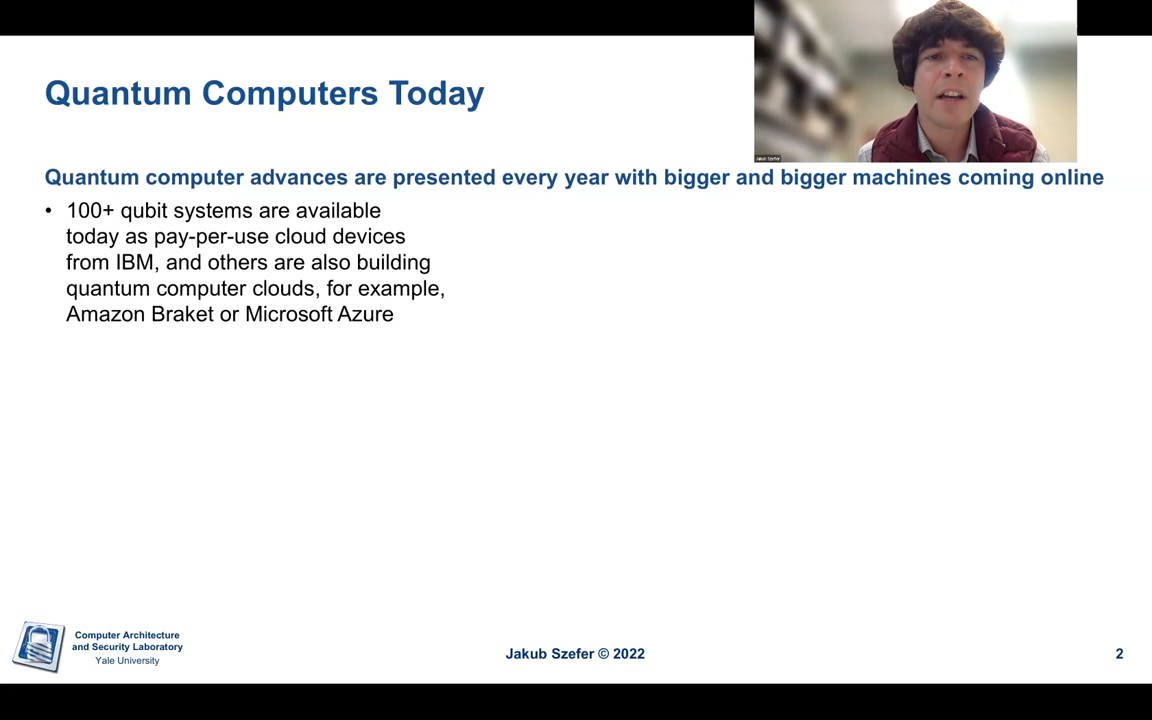 Quantum Computers Today
Jakub Szefer
Quantum computer advances are presented every year with bigger and bigger machines coming online
• 100+ qubit systems are available
today as pay-per-use cloud devices
from IBM, and others are also building
quantum computer clouds, for example,
Amazon Braket or Microsoft Azure
Computer Architecture
and Security Laboratory
Yale University
Jakub Szefer © 2022
2